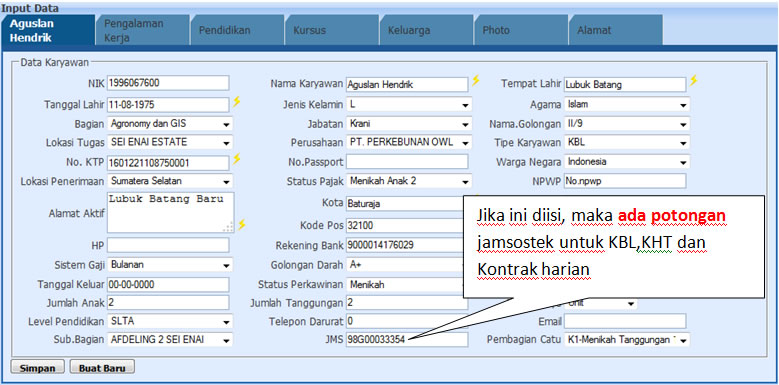 Input Data
Aguslan Hendrik
Pengalaman Kerja
Pendidikan
Kursus
Keluarga
Photo
Alamat
Data Karyawan
NIK 1996067600 Nama Karyawan Aguslan Hendrik Tempat Lahir Lubuk Batang
Tanggal Lahir 11-08-1975 Jenis Kelamin L Agama Islam
Bagian Agronomy dan GIS Jabatan Krani Nama.Golongan II/9
Lokasi Tugas SEI ENAI ESTATE Perusahaan PT. PERKEBUNAN OWL Tipe Karyawan KBL
No. KTP 1601221108750001 No.Passport Warga Negara Indonesia
Lokasi Penerimaan Sumatera Selatan Status Pajak Menikah Anak 2 NPWP No.npwp
Alamat Aktif Lubuk Batang Baru Kota Baturaja
Kode Pos 32100
HP Rekening Bank 9000014176029
Sistem Gaji Bulanan Golongan Darah A+
Tanggal Keluar 00-00-0000 Status Perkawinan Menikah
Jumlah Anak 2 Jumlah Tanggungan 2
Level Pendidikan SLTA Telepon Darurat 0 Email
Sub.Bagian AFDELING 2 SEI ENAI JMS 98G00033354 Pembagian Catu K1-Menikah Tanggungan
Jika ini diisi, maka ada potongan
jamsostek untuk KBL,KHT dan
Kontrak harian
Simpan Buat Baru